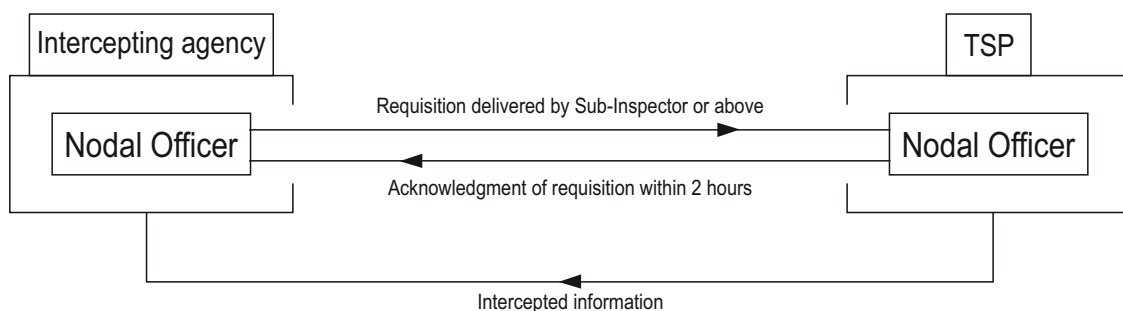 Intercepting agency
TSP
Requisition delivered by Sub-Inspector or above
Nodal Officer
Nodal Officer
Acknowledgment of requisition within 2 hours
Intercepted information